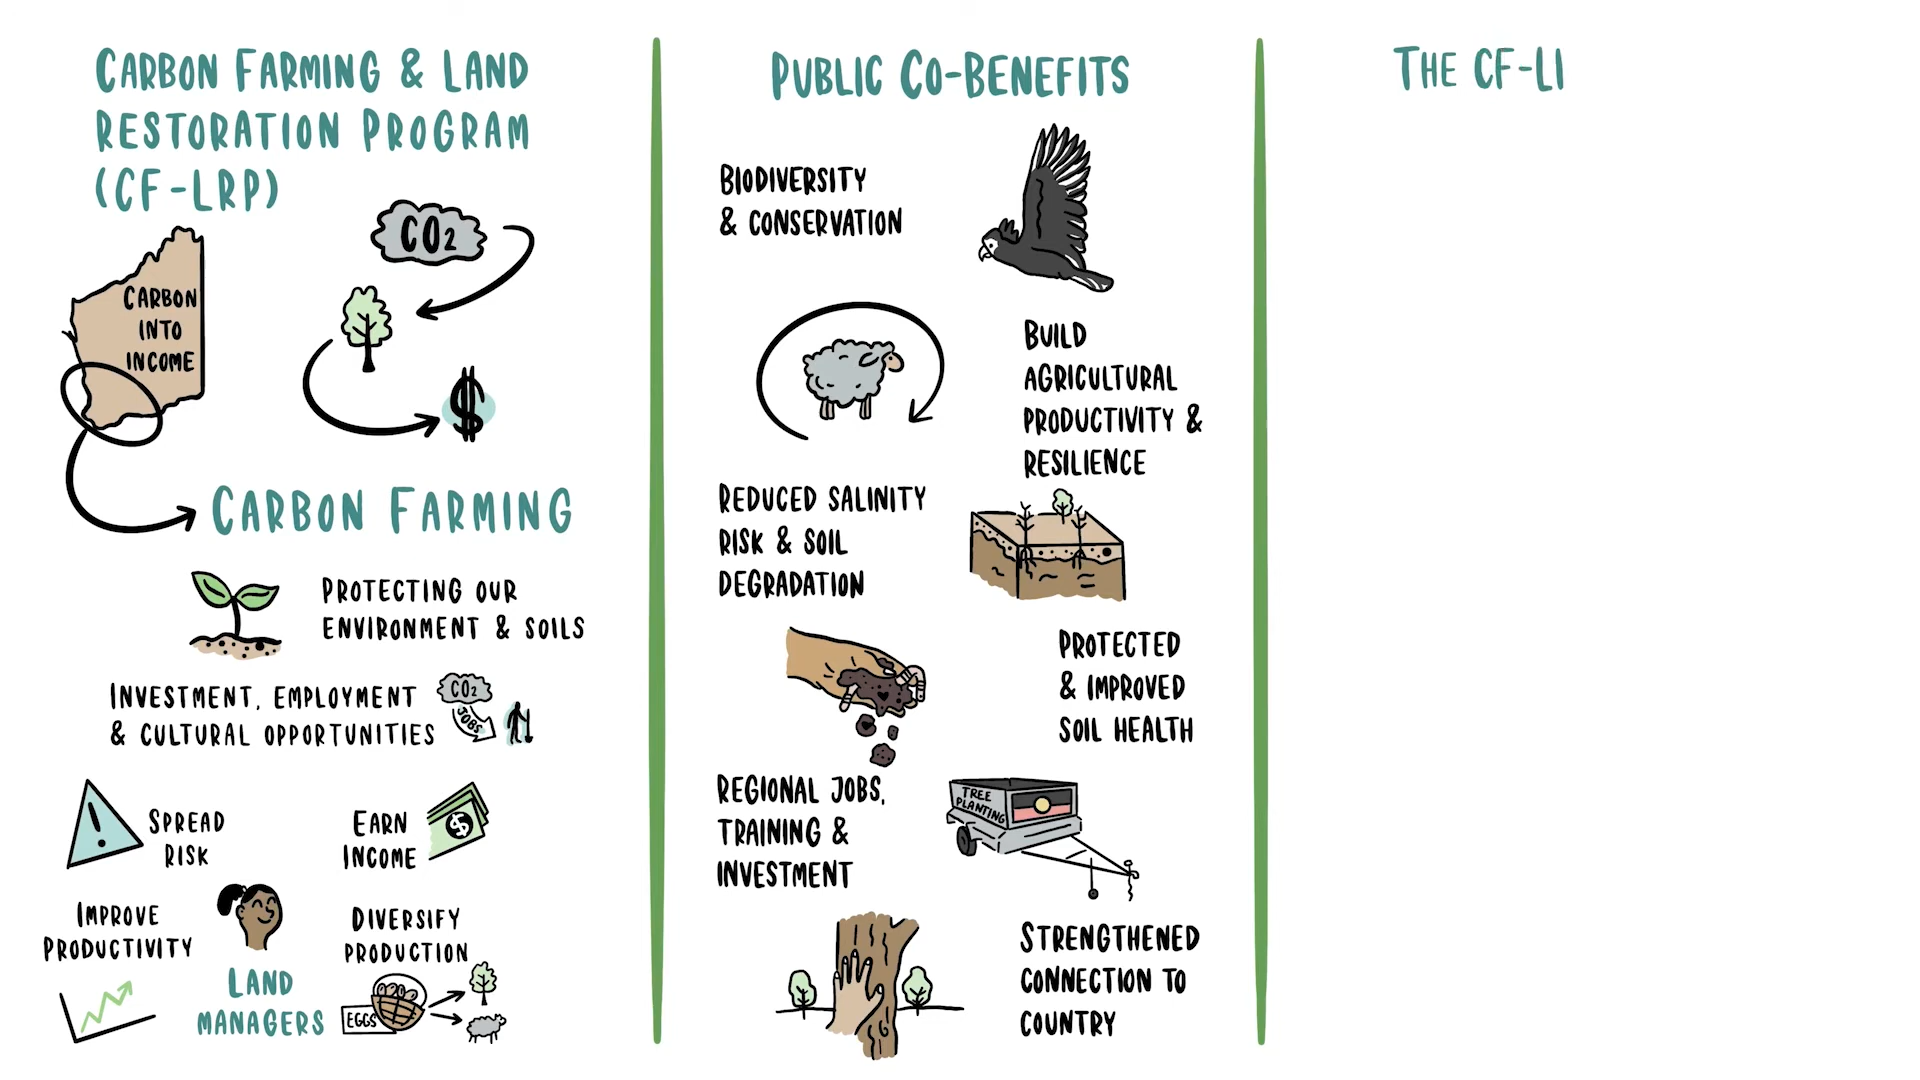 CARBON FARMING & LAND
RESTORATION PROGRAM
(CF-LRP)
CO2
CARBON
INTO
INCOME
$
CARBON FARMING
PROTECTING OUR
ENVIRONMENT & SOILS
INVESTMENT, EMPLOYMENT
& CULTURAL OPPORTUNITIES
CO2
JOBS
SPREAD
RISK
EARN
INCOME
$
IMPROVE
PRODUCTIVITY
DIVERSIFY
PRODUCTION
LAND
MANAGERS
EGGS
PUBLIC CO-BENEFITS
BIODIVERSITY
& CONSERVATION
BUILD
AGRICULTURAL
PRODUCTIVITY &
RESILIENCE
REDUCED SALINITY
RISK & SOIL
DEGRADATION
PROTECTED
& IMPROVED
SOIL HEALTH
REGIONAL JOBS,
TRAINING &
INVESTMENT
TREE
PLANTING
STRENGTHENED
CONNECTION TO
COUNTRY
THE CF-LI